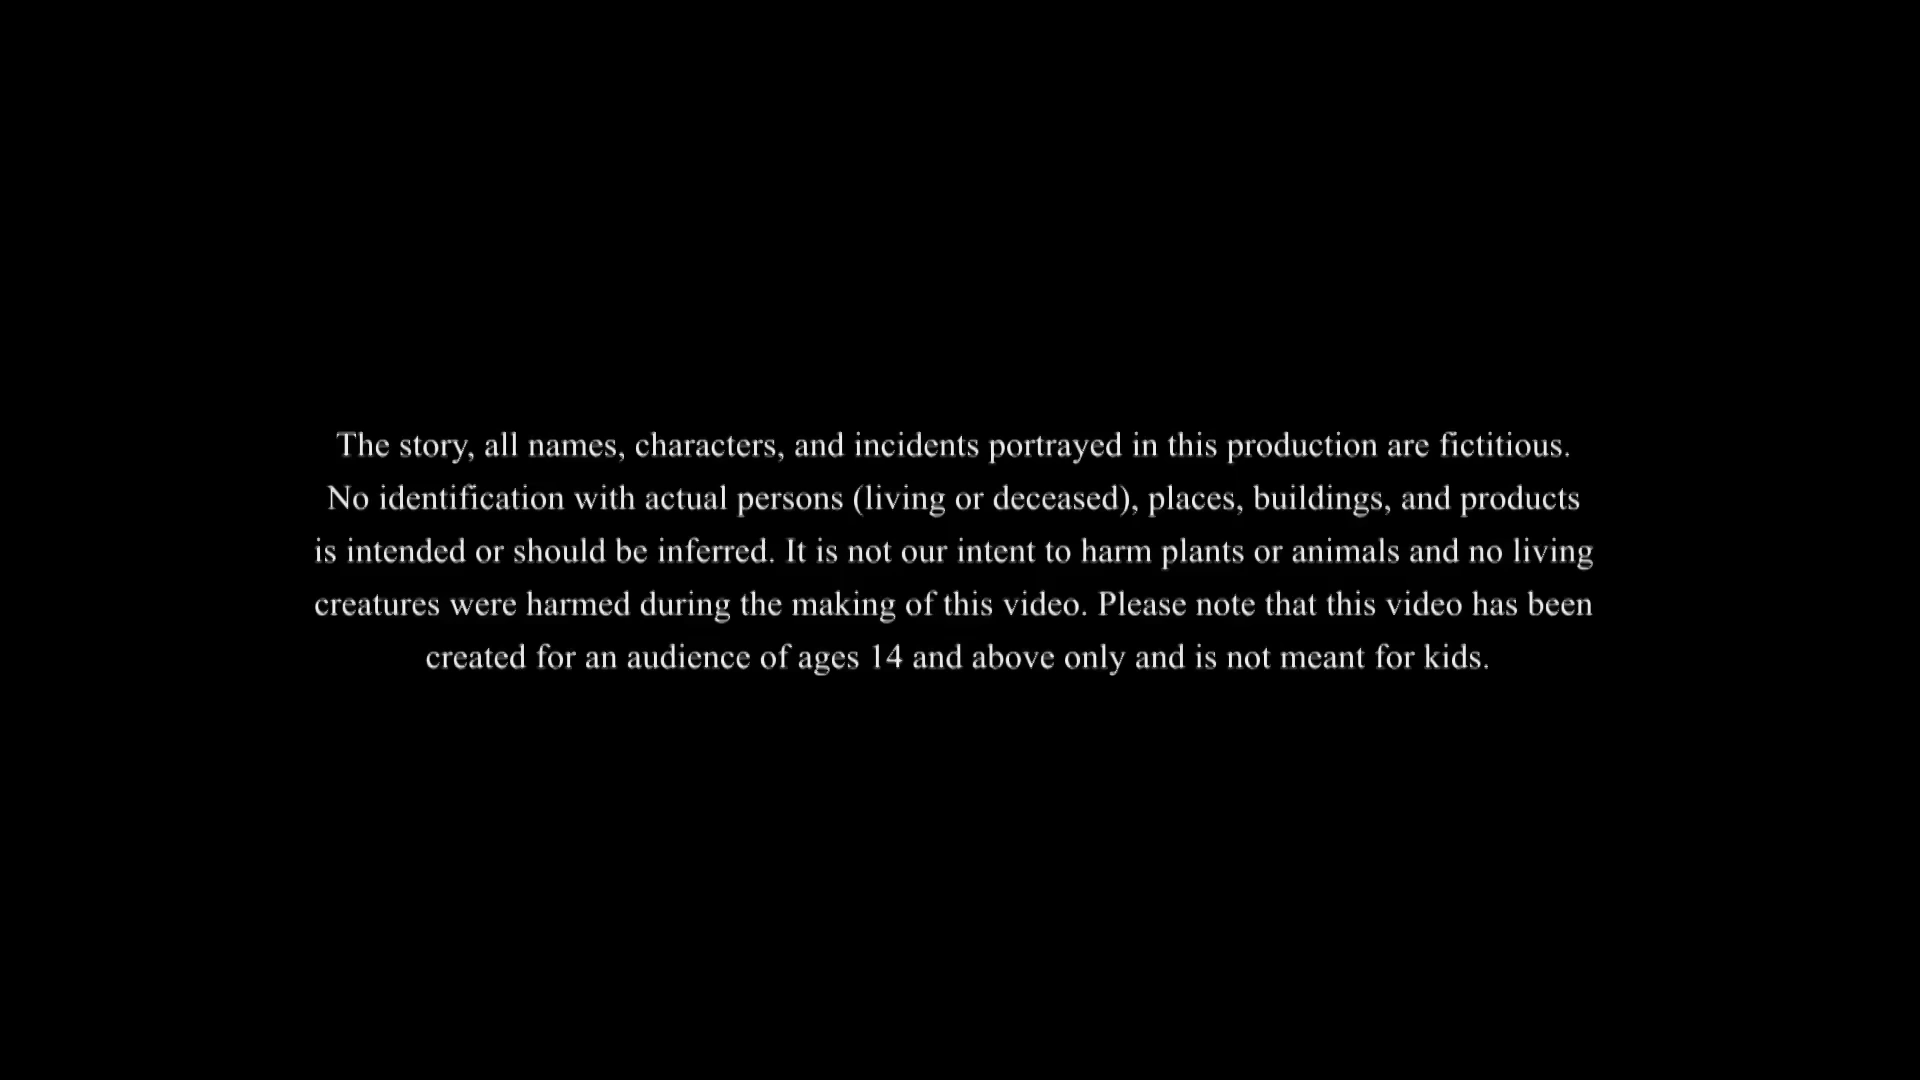 The story, all names, characters, and incidents portrayed in this production are fictitious.
No identification with actual persons (living or deceased), places, buildings, and products
is intended or should be inferred. It is not our intent to harm plants or animals and no living
creatures were harmed during the making of this video. Please note that this video has been
created for an audience of ages 14 and above only and is not meant for kids.